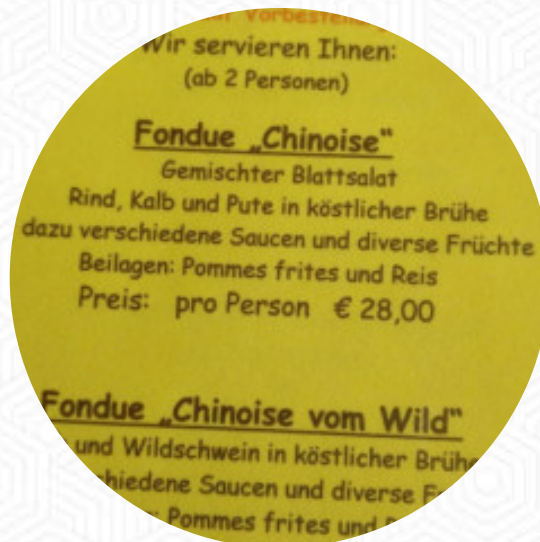 Vorbestellung
Wir servieren Ihnen:
(ab 2 Personen)
Fondue „Chinoise“
Gemischter Blattsalat
Rind, Kalb und Pute in köstlicher Brühe
dazu verschiedene Saucen und diverse Früchte
Beilagen: Pommes frites und Reis
Preis: pro Person € 28,00
Fondue „Chinoise vom Wild“
und Wildschwein in köstlicher Brühe
Saucen und diverse
Pommes frites und